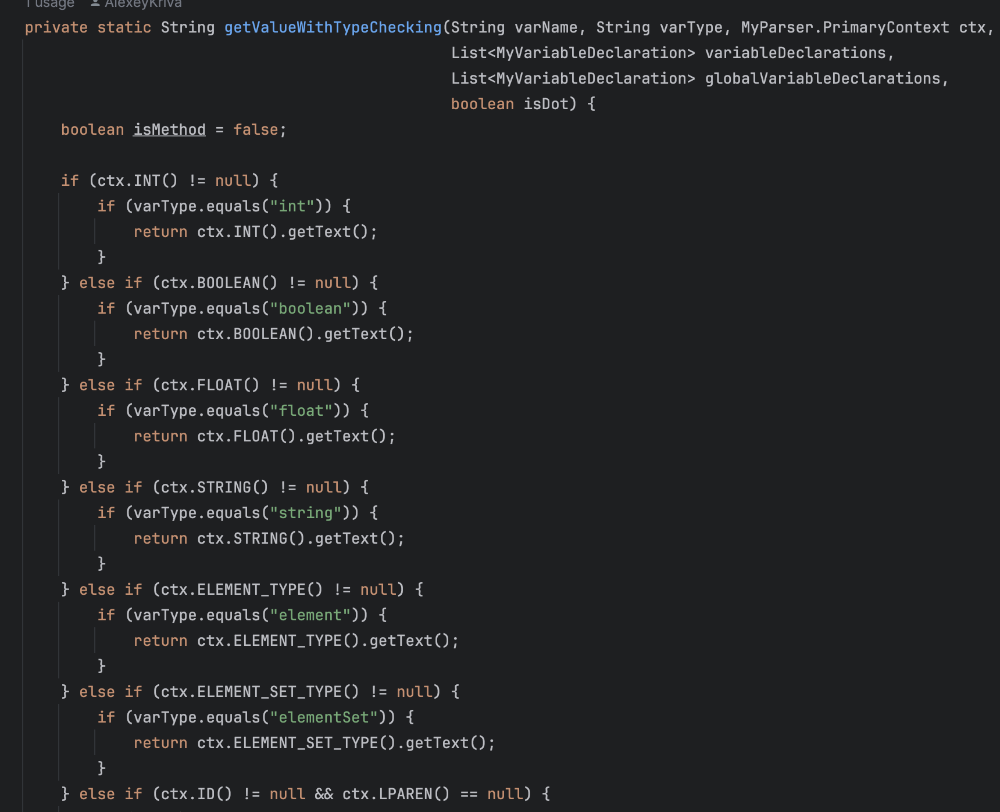 1 usage AlexeyKriva
private static String getValueWithTypeChecking(String varName, String varType, MyParser.PrimaryContext ctx,
List<MyVariableDeclaration> variableDeclarations,
List<MyVariableDeclaration> globalVariableDeclarations,
boolean isDot) {
boolean isMethod = false;
if (ctx.INT() != null) {
if (varType.equals("int")) {
return ctx.INT().getText();
}
} else if (ctx.BOOLEAN() != null) {
if (varType.equals("boolean")) {
return ctx.BOOLEAN().getText();
}
} else if (ctx.FLOAT() != null) {
if (varType.equals("float")) {
return ctx.FLOAT().getText();
}
} else if (ctx.STRING() != null) {
if (varType.equals("string")) {
return ctx.STRING().getText();
}
} else if (ctx.ELEMENT_TYPE() != null) {
if (varType.equals("element")) {
return ctx.ELEMENT_TYPE().getText();
}
} else if (ctx.ELEMENT_SET_TYPE() != null) {
if (varType.equals("elementSet")) {
return ctx.ELEMENT_SET_TYPE().getText();
}
} else if (ctx.ID() != null && ctx.LPAREN() == null) {